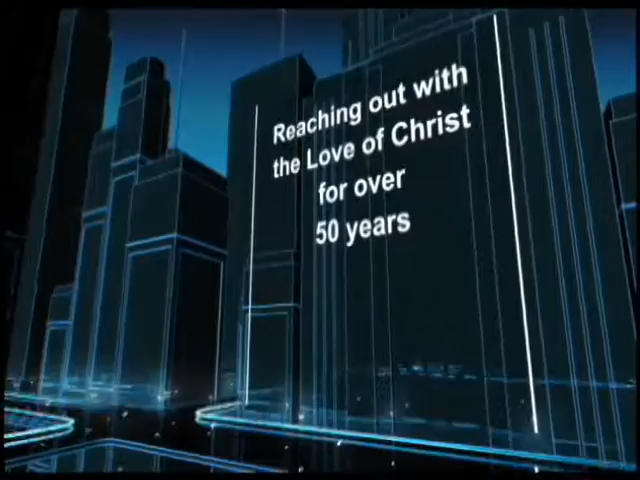 Reaching out with
the Love of Christ
for over
50 years